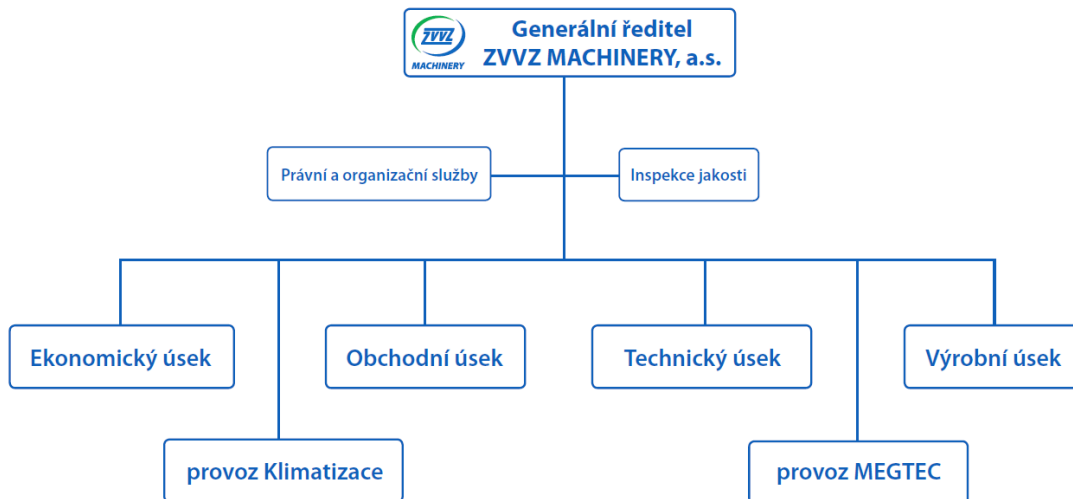 ZVVZ
MACHINERY
Generální ředitel
ZVVZ MACHINERY, a.s.
Právní a organizační služby
Inspekce jakosti
Ekonomický úsek
Obchodní úsek
Technický úsek
Výrobní úsek
provoz Klimatizace
provoz MEGTEC